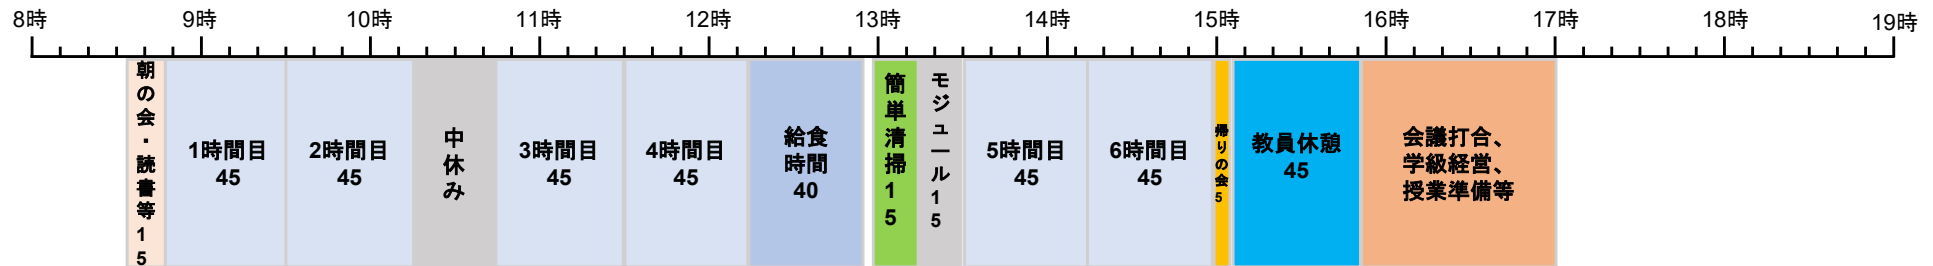 8時 9時 10時 11時 12時 13時 14時 15時 16時 17時 18時 19時
朝の会・読書等15
1時間目
45
2時間目
45
中休み
3時間目
45
4時間目
45
給食
時間
40
簡単清掃15
モジュール15
5時間目
45
6時間目
45
帰りの会5
教員休憩
45
会議打合、
学級経営、
授業準備等